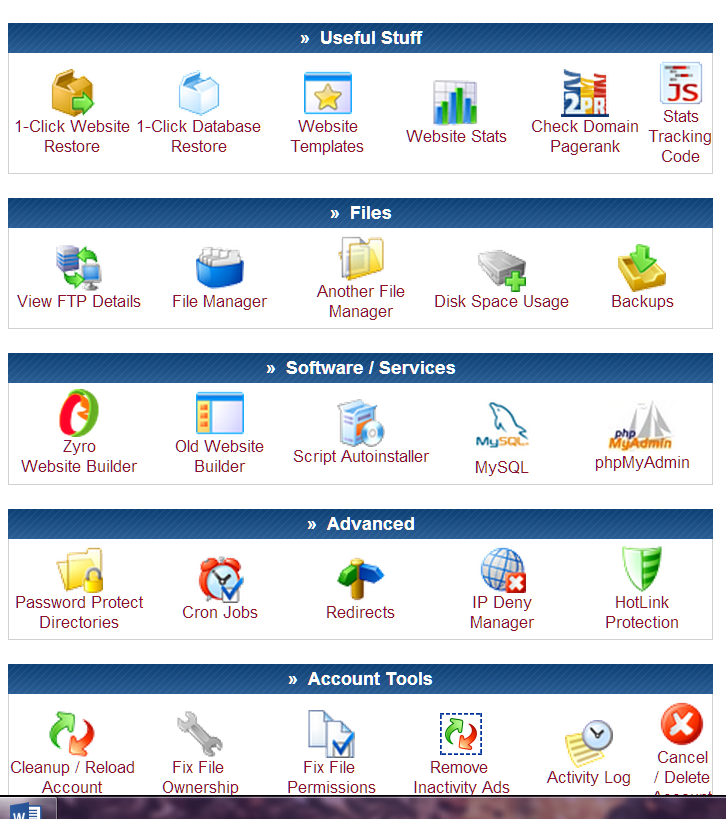 » Useful Stuff
1-Click Website Restore
1-Click Database Restore
Website Templates
Website Stats
2PR
Check Domain Pagerank
JS
Stats Tracking Code
» Files
View FTP Details
File Manager
Another File Manager
Disk Space Usage
Backups
» Software / Services
Zyro Website Builder
Old Website Builder
Script Autoinstaller
MySQL
MySQL
php MyAdmin
phpMyAdmin
» Advanced
Password Protect Directories
Cron Jobs
Redirects
IP Deny Manager
HotLink Protection
» Account Tools
Cleanup / Reload Account
Fix File Ownership
Fix File Permissions
Remove Inactivity Ads
Activity Log
Cancel / Delete Account
W